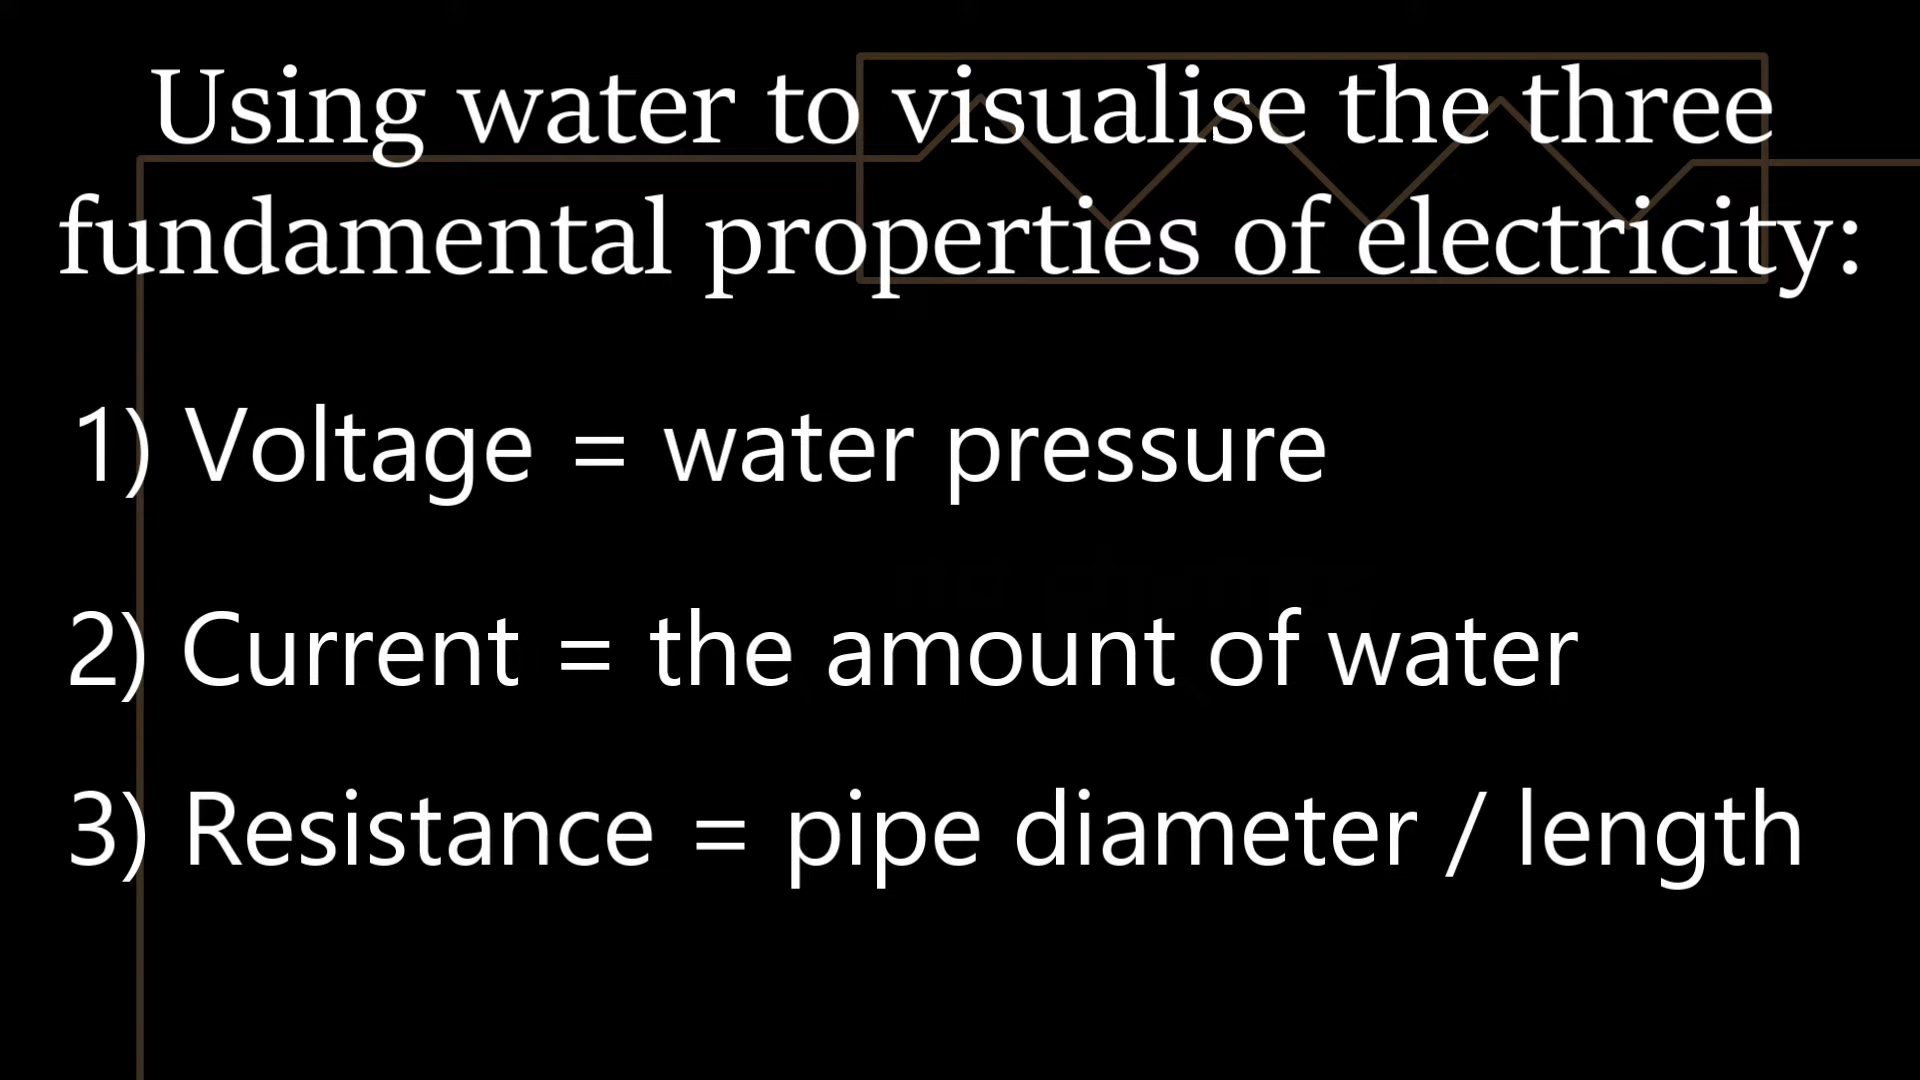 Using water to visualise the three
fundamental properties of electricity:
1) Voltage = water pressure
2) Current = the amount of water
3) Resistance = pipe diameter / length